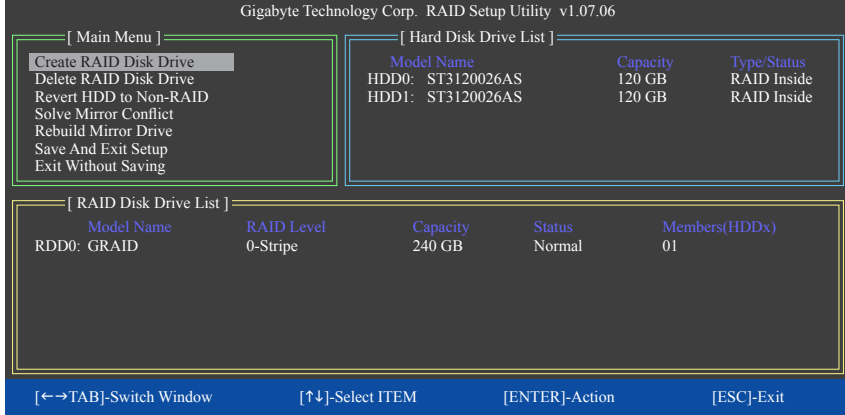 Gigabyte Technology Corp. RAID Setup Utility v1.07.06
[ Main Menu ]
Create RAID Disk Drive
Delete RAID Disk Drive
Revert HDD to Non-RAID
Solve Mirror Conflict
Rebuild Mirror Drive
Save And Exit Setup
Exit Without Saving
[ Hard Disk Drive List ]
Model Name Capacity Type/Status
HDD0: ST3120026AS 120 GB RAID Inside
HDD1: ST3120026AS 120 GB RAID Inside
[ RAID Disk Drive List ]
Model Name RAID Level Capacity Status Members(HDDx)
RDD0: GRAID 0-Stripe 240 GB Normal 01
[←→TAB]-Switch Window [↑↓]-Select ITEM [ENTER]-Action [ESC]-Exit